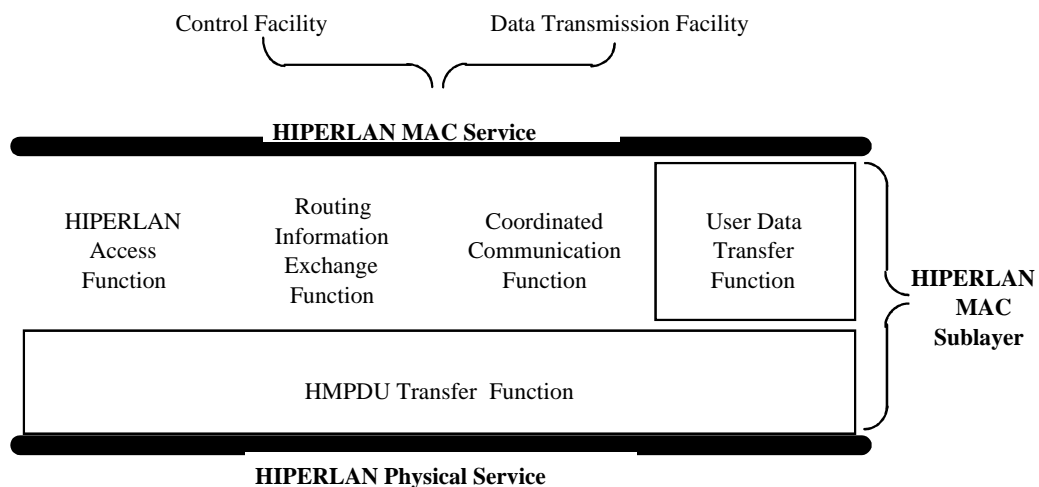 Control Facility
Data Transmission Facility
HIPERLAN MAC Service
HIPERLAN
Access
Function
Routing
Information
Exchange
Function
Coordinated
Communication
Function
User Data
Transfer
Function
HIPERLAN
MAC
Sublayer
HMPDU Transfer Function
HIPERLAN Physical Service